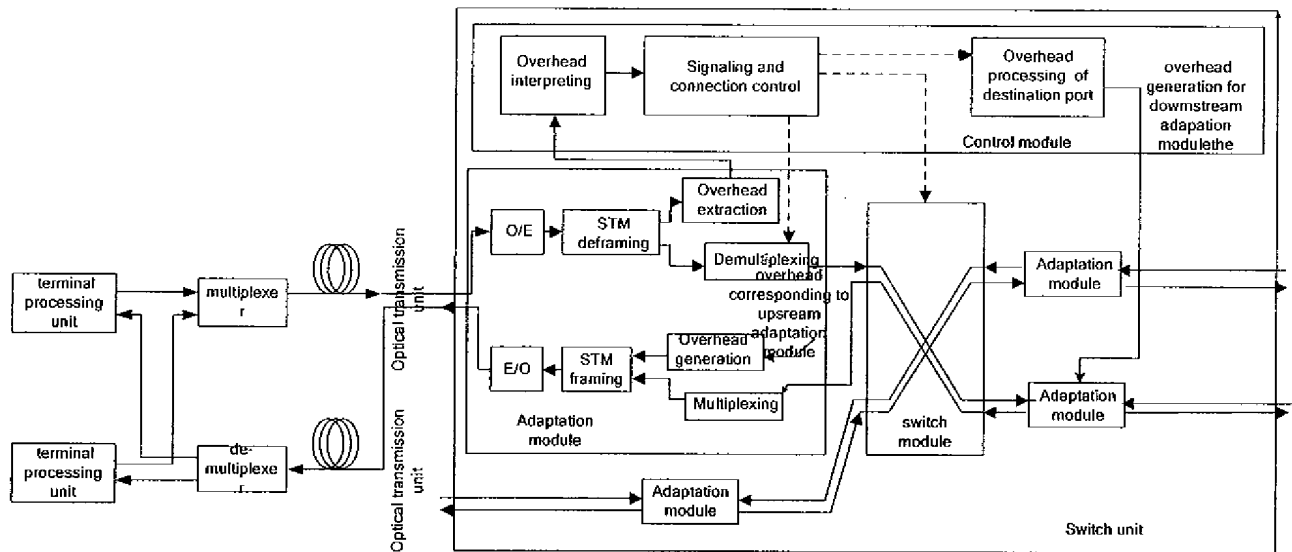 Overhead
interpreting
Signaling and
connection control
Overhead
processing of
destination port
overhead
generation for
dowmstream
adapation
modulethe
Control module
Overhead
extraction
O/E
STM
deframing
Demultiplexing
overhead
corresponding to
upsream
adaptation
module
Overhead
generation
E/O
STM
framing
Multiplexing
Adaptation
module
terminal
processing
unit
multiplexe
r
Optical transmission
unit
terminal
processing
unit
de-
multiplexe
r
Optical transmission
unit
switch
module
Adaptation
module
Adaptation
module
Adaptation
module
Switch unit